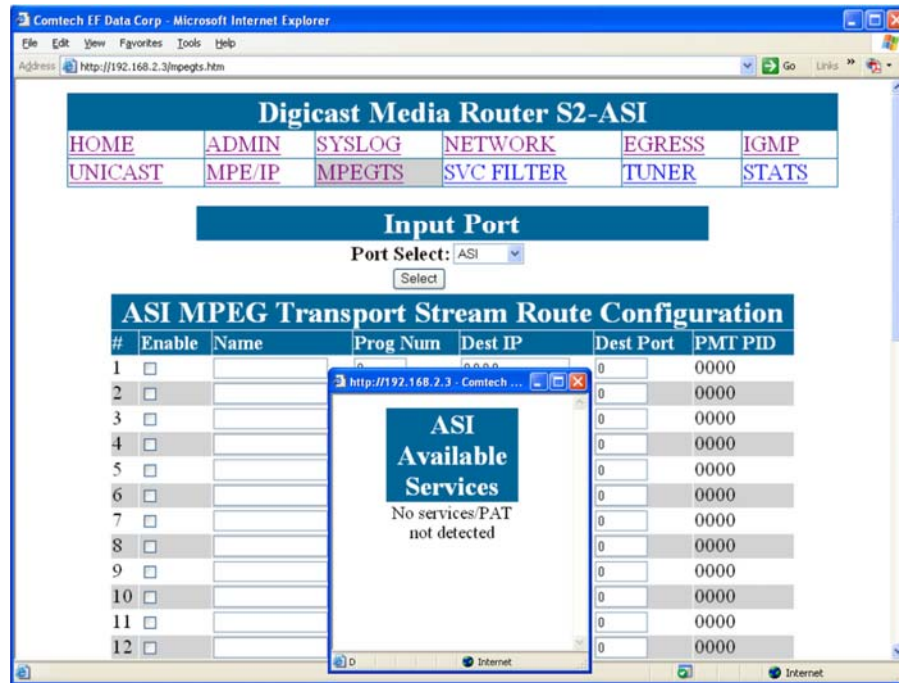 Comtech EF Data Corp - Microsoft Internet Explorer
File Edit View Favorites Tools Help
Address http://192.168.2.3/mpegts.htm Go Links »
Digicast Media Router S2-ASI
HOME ADMIN SYSLOG NETWORK EGRESS IGMP
UNICAST MPE/IP MPEGTS SVC FILTER TUNER STATS
Input Port
Port Select: ASI
Select
ASI MPEG Transport Stream Route Configuration
# Enable Name Prog Num Dest IP Dest Port PMT PID
1 0 0.0.0.0 0 0000
2 0 0000
3 0 0000
4 0 0000
5 0 0000
6 0 0000
7 0 0000
8 0 0000
9 0 0000
10 0 0000
11 0 0000
12 0 0000
http://192.168.2.3 - Comtech ...
ASI
Available
Services
No services/PAT
not detected
D Internet
Internet